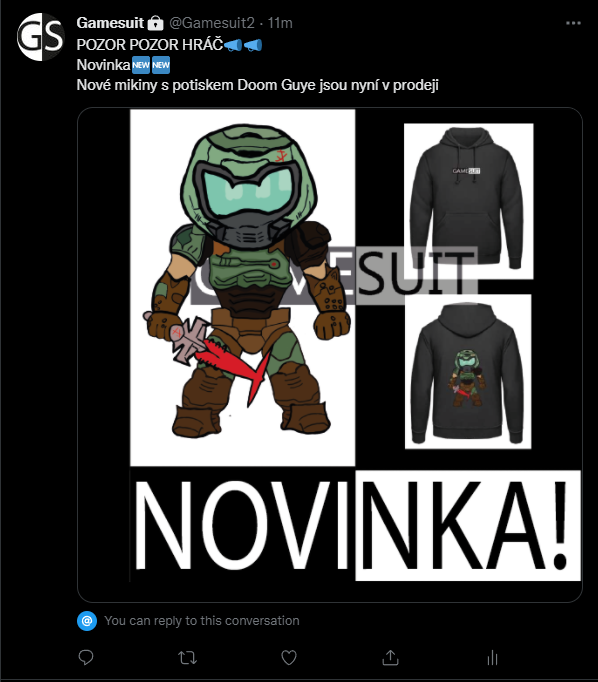 GS
Gamesuit @Gamesuit2 · 11m
POZOR POZOR HRÁČ
Novinka NEW NEW
Nové mikiny s potiskem Doom Guye jsou nyní v prodeji
GAMESUIT
GAMESUIT
NOVINKA!
@ You can reply to this conversation